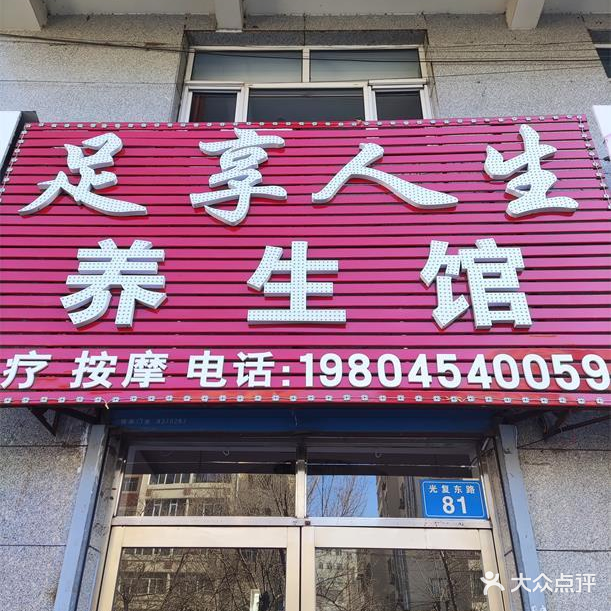 足享人生
养生馆
疗 按摩 电话:19804540059
光复东路
81
大众点评